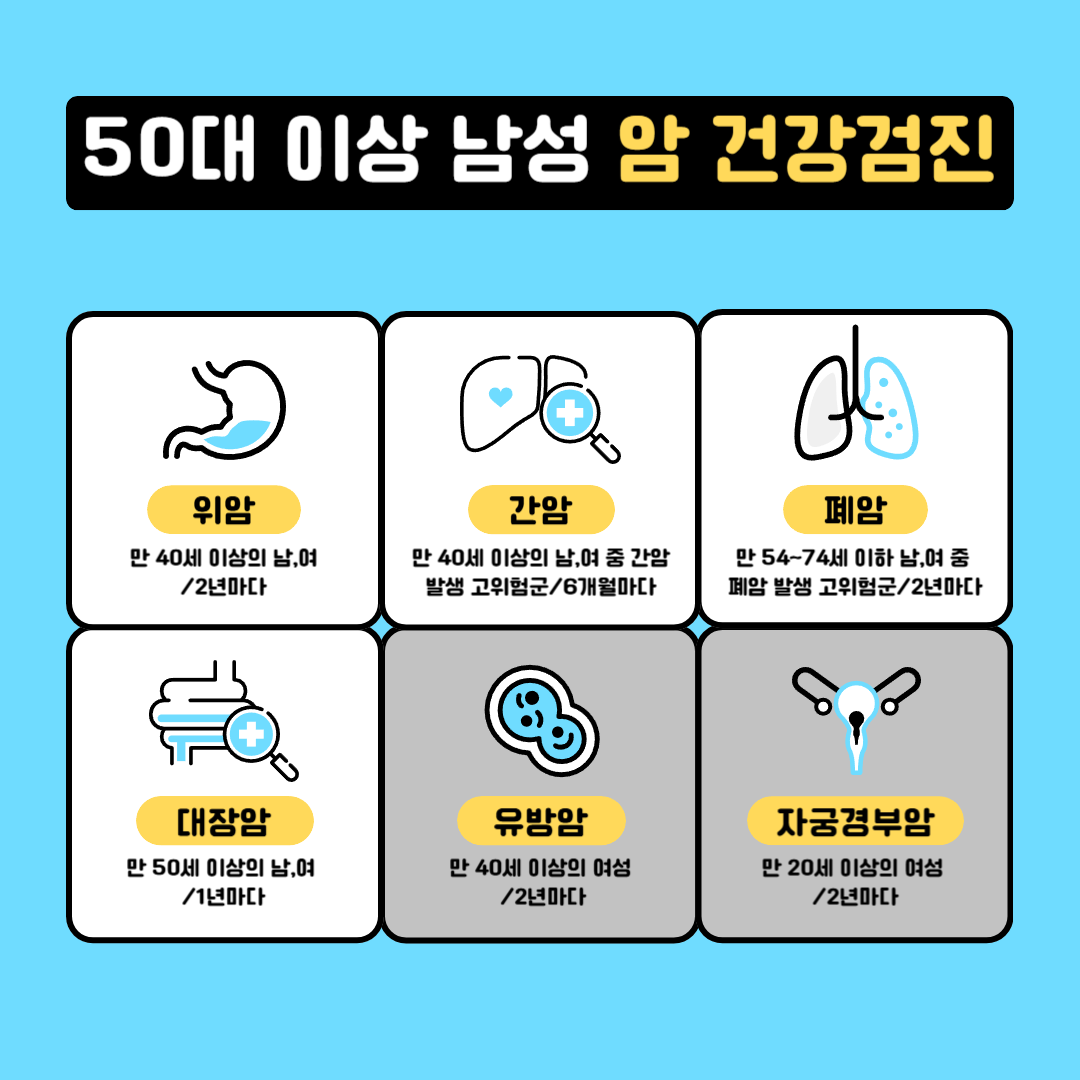 50대 이상 남성 암 건강검진
위암
만 40세 이상의 남,여
/2년마다
간암
만 40세 이상의 남,여 중 간암
발생 고위험군/6개월마다
폐암
만 54~74세 이하 남,여 중
폐암 발생 고위험군/2년마다
대장암
만 50세 이상의 남,여
/1년마다
유방암
만 40세 이상의 여성
/2년마다
자궁경부암
만 20세 이상의 여성
/2년마다